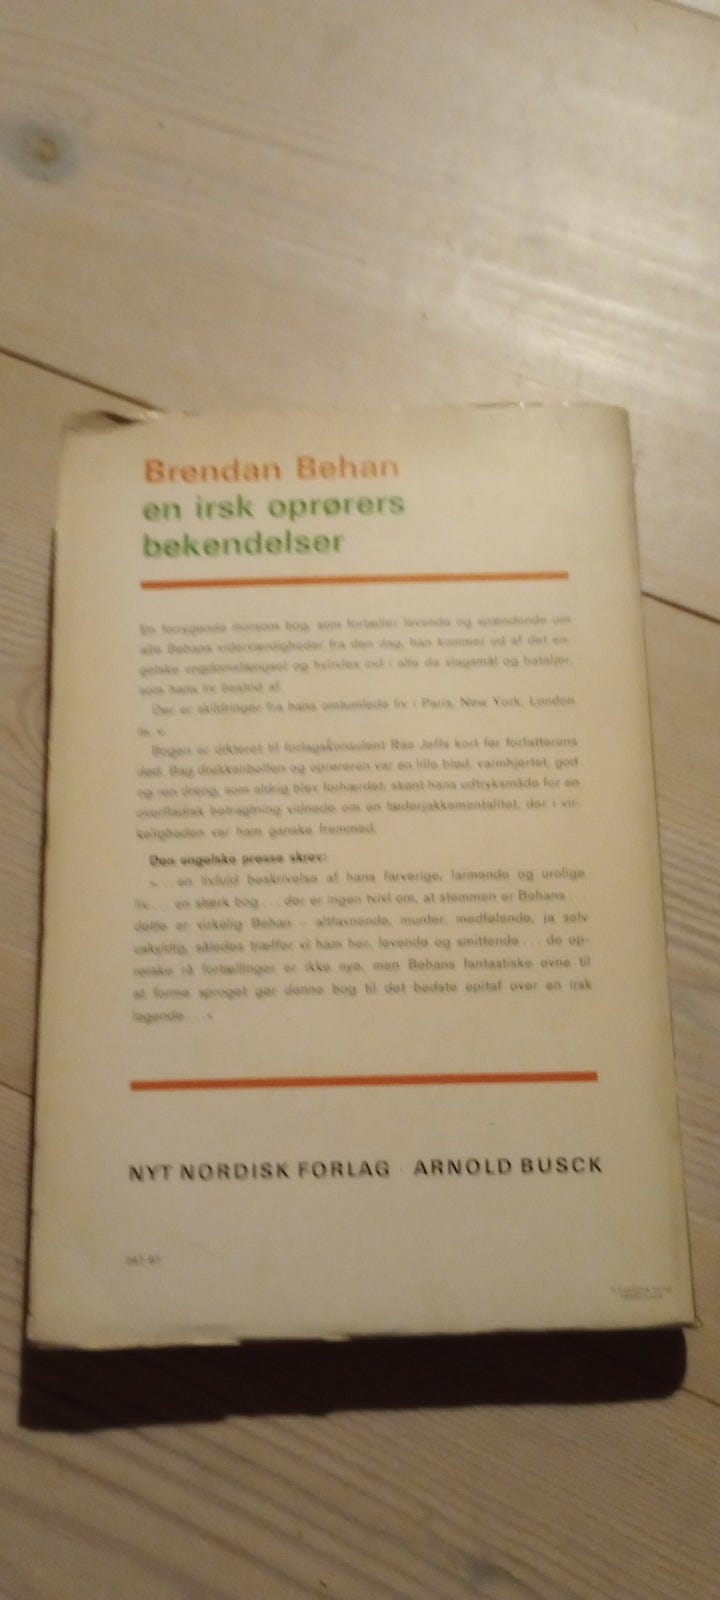 Brendan Behan
en irsk oprørers
bekendelser
En forrygende morsom bog, som fortæller levende og spændende om
alle Behans viderværdigheder fra den dag, han kommer ud af det en-
gelske ungdomsfængsel og hvirvles ind i alle de slagsmål og bataljer,
som hans liv bestod af.
Der er skildringer fra hans omtumlede liv i Paris, New York, London
m. v.
Bogen er dikteret til forlagskonsulent Rae Jeffs kort før forfatterens
død. Bag drukkenbolten og oprøreren var en lille blød, varmhjertet, god
og ren dreng, som aldrig blev forhærdet, skønt hans udtryksmåde for en
overfladisk betragtning vidnede om en læderjakkementalitet, der i vir-
keligheden var ham ganske fremmed.
Den engelske presse skrev:
». . . en livfuld beskrivelse af hans farverige, larmende og urolige
liv . . . en stærk bog . . . der er ingen tvivl om, at stemmen er Behans . . .
dette er virkelig Behan – altfavnende, munter, medfølende, ja selv
uskyldig, således træffer vi ham her, levende og smittende . . . de op-
rørske rå fortællinger er ikke nye, men Behans fantastiske evne til
at forme sproget gør denne bog til det bedste epitaf over en irsk
legende . . .«
NYT NORDISK FORLAG · ARNOLD BUSCK